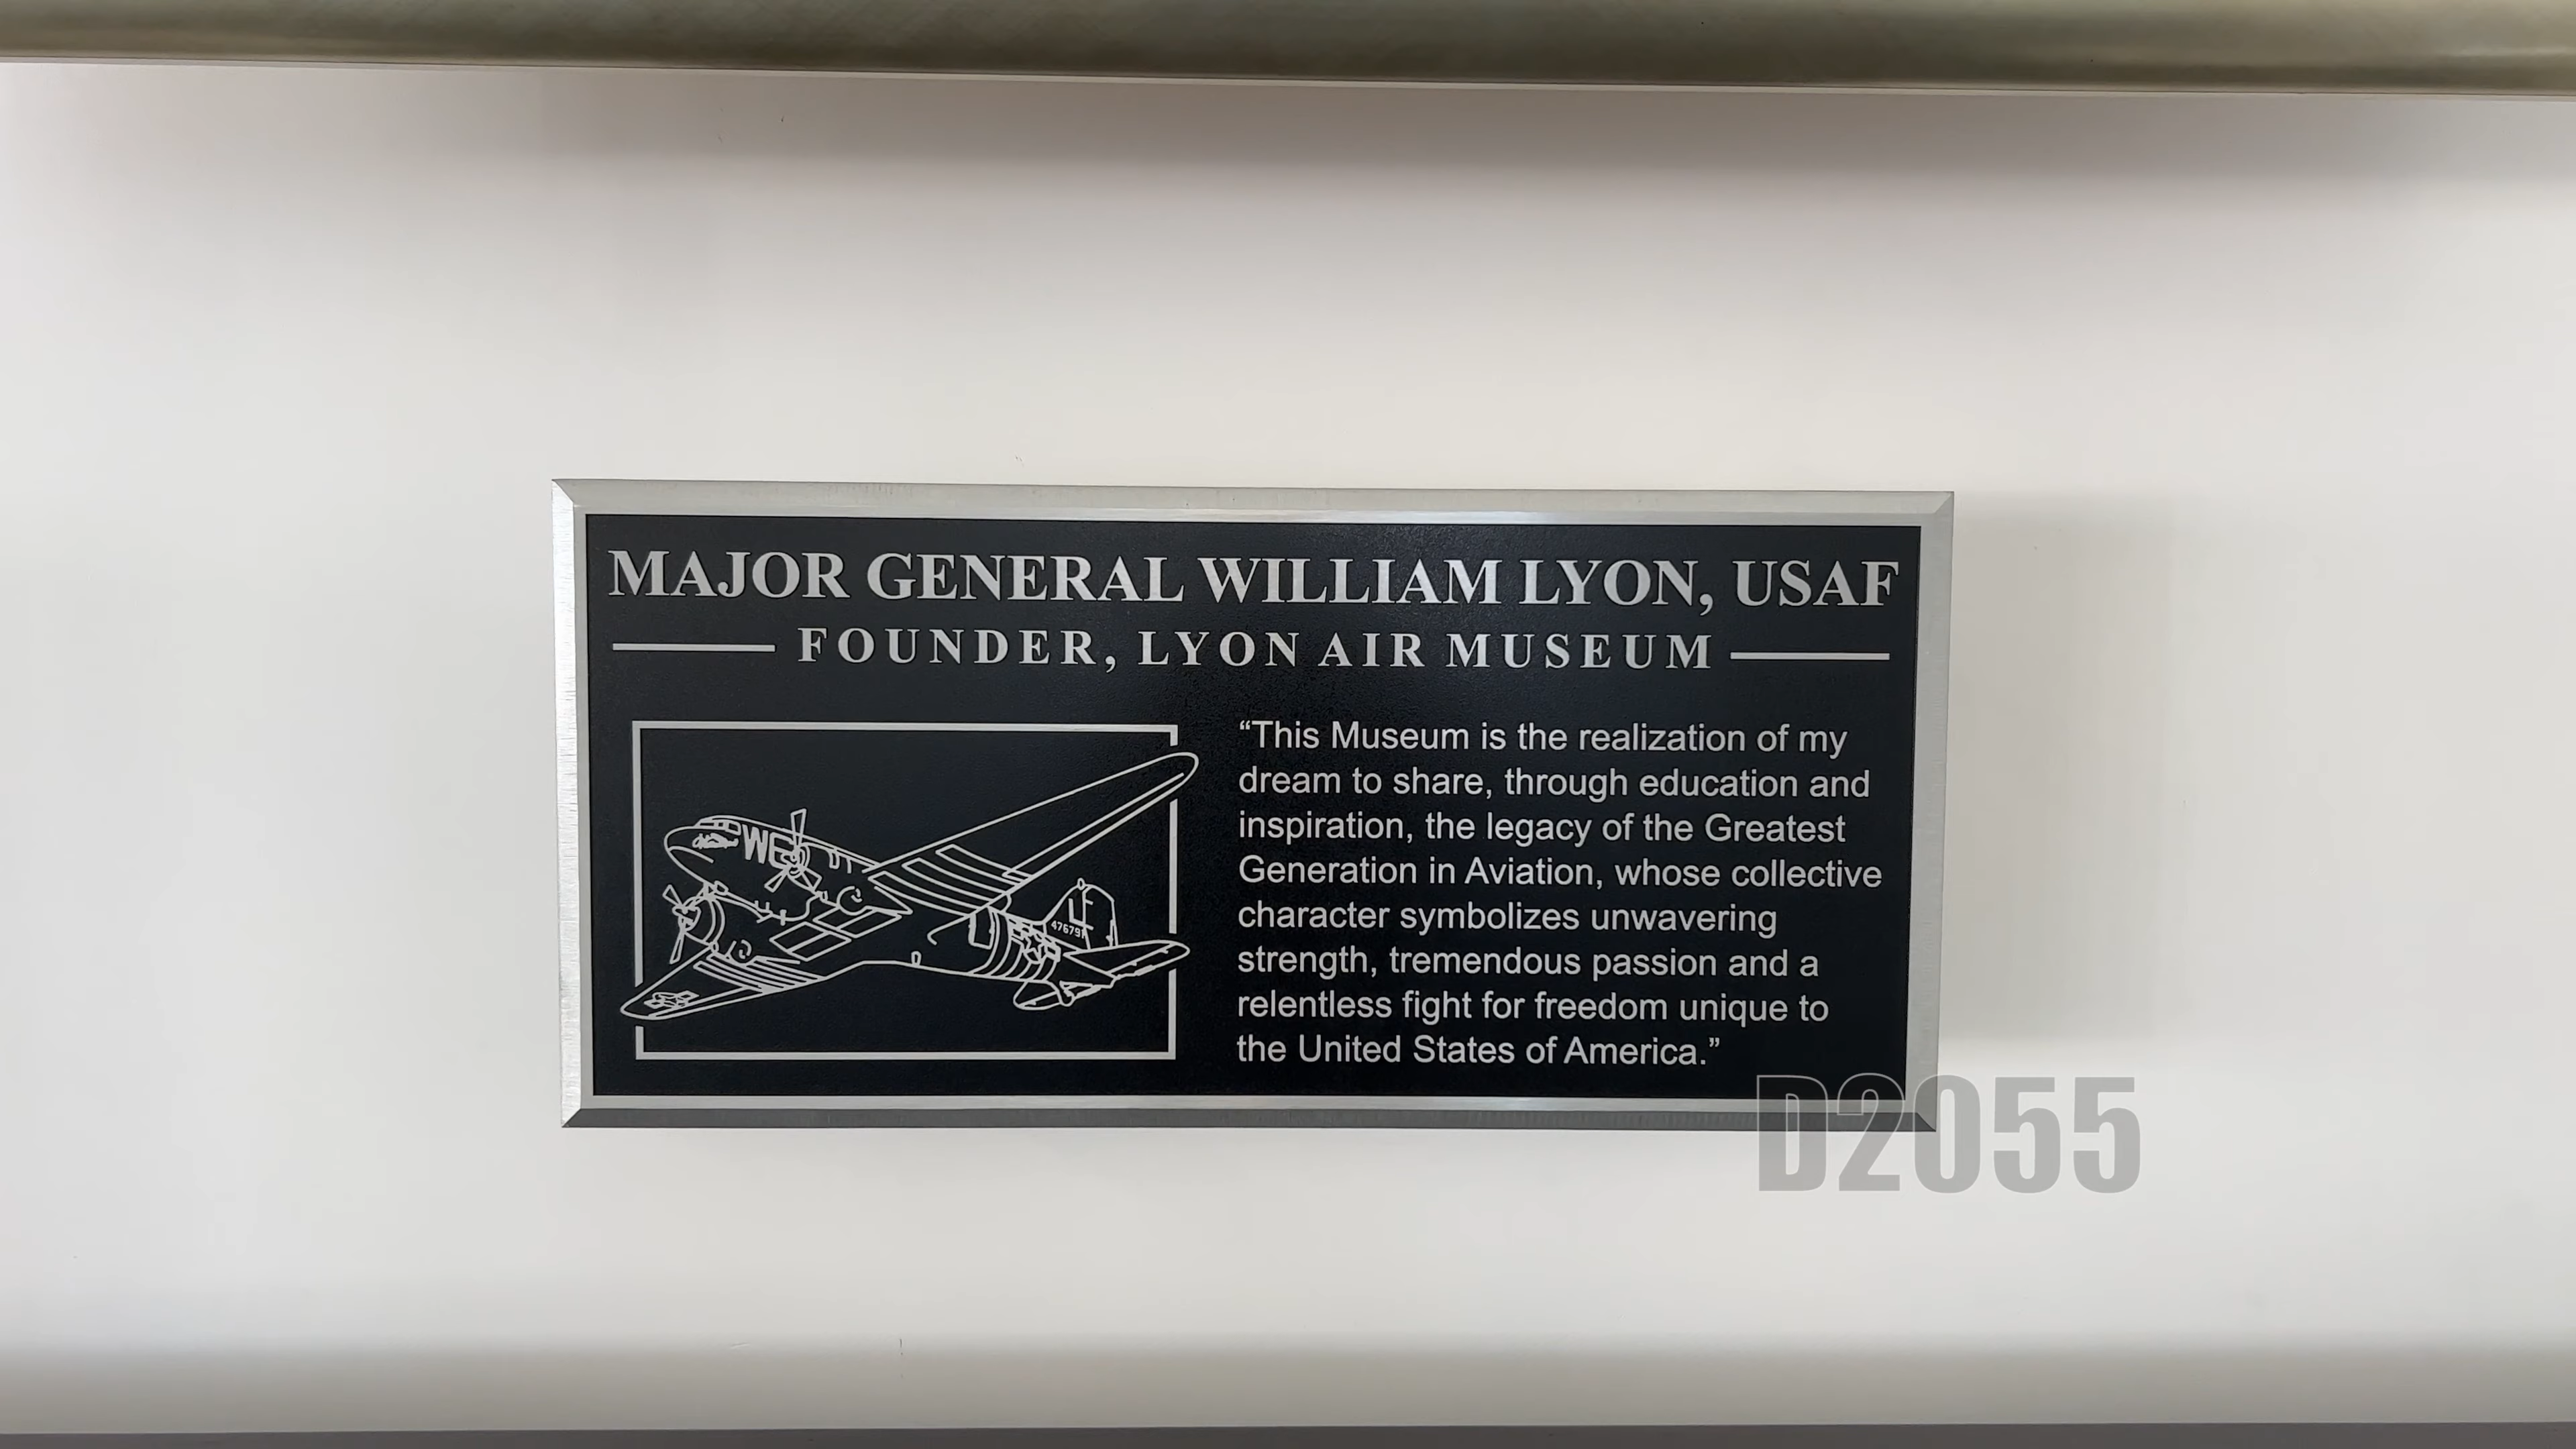 MAJOR GENERAL WILLIAM LYON, USAF
FOUNDER, LYON AIR MUSEUM
“This Museum is the realization of my
dream to share, through education and
inspiration, the legacy of the Greatest
Generation in Aviation, whose collective
character symbolizes unwavering
strength, tremendous passion and a
relentless fight for freedom unique to
the United States of America.”
D2055